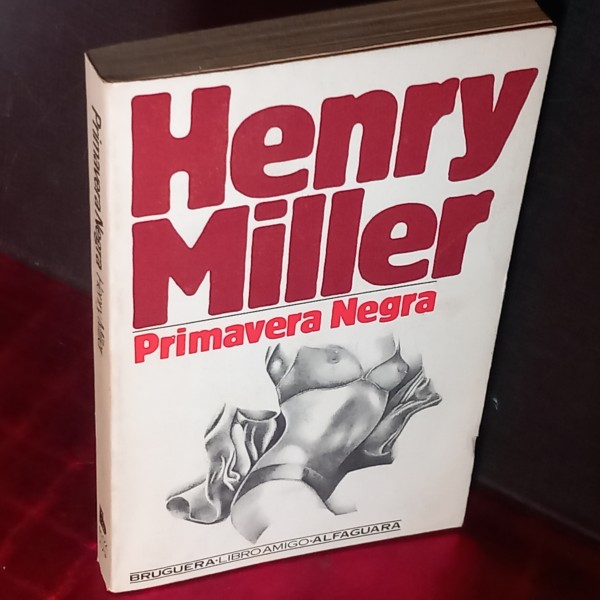 Henry
Miller
Primavera Negra
BRUGUERA·LIBRO AMIGO·ALFAGUARA
Primavera Negra Henry Miller